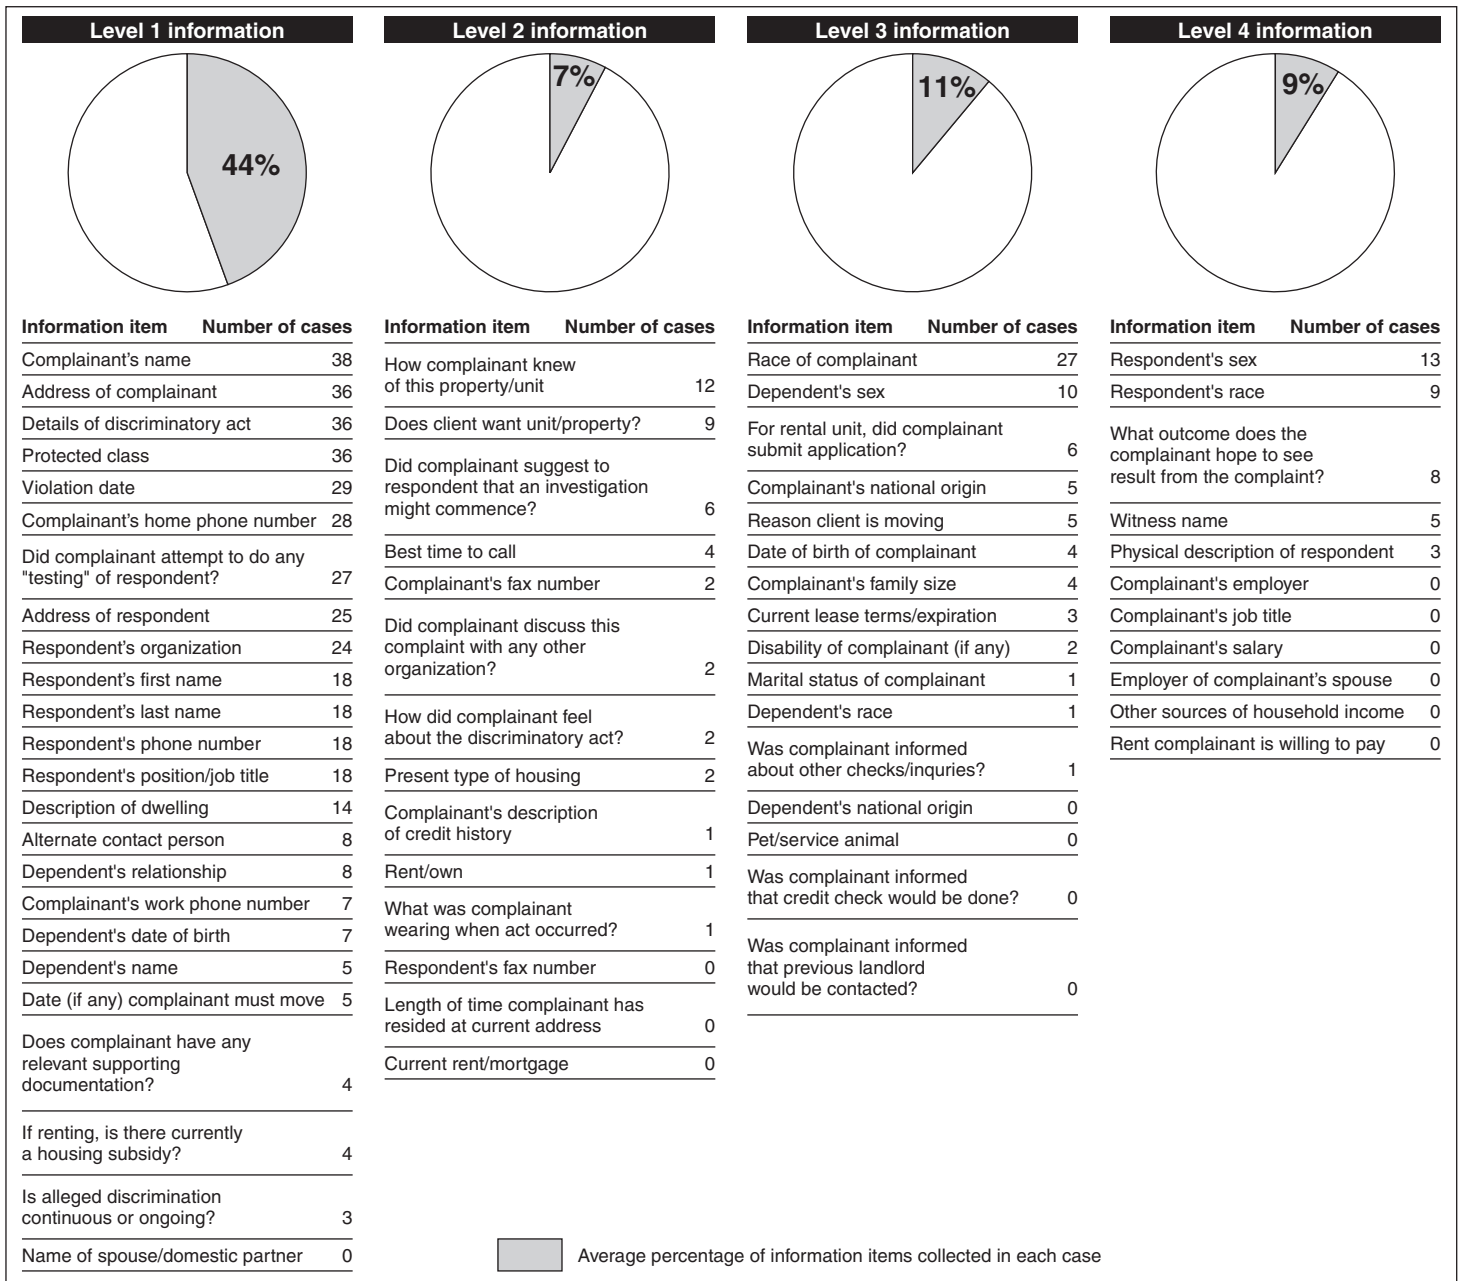 Level 1 information
44%
Information item Number of cases
Complainant's name 38
Address of complainant 36
Details of discriminatory act 36
Protected class 36
Violation date 29
Complainant's home phone number 28
Did complainant attempt to do any
"testing" of respondent? 27
Address of respondent 25
Respondent's organization 24
Respondent's first name 18
Respondent's last name 18
Respondent's phone number 18
Respondent's position/job title 18
Description of dwelling 14
Alternate contact person 8
Dependent's relationship 8
Complainant's work phone number 7
Dependent's date of birth 7
Dependent's name 5
Date (if any) complainant must move 5
Does complainant have any
relevant supporting
documentation? 4
If renting, is there currently
a housing subsidy? 4
Is alleged discrimination
continuous or ongoing? 3
Name of spouse/domestic partner 0
Level 2 information
7%
Information item Number of cases
How complainant knew
of this property/unit 12
Does client want unit/property? 9
Did complainant suggest to
respondent that an investigation
might commence? 6
Best time to call 4
Complainant's fax number 2
Did complainant discuss this
complaint with any other
organization? 2
How did complainant feel
about the discriminatory act? 2
Present type of housing 2
Complainant's description
of credit history 1
Rent/own 1
What was complainant
wearing when act occurred? 1
Respondent's fax number 0
Length of time complainant has
resided at current address 0
Current rent/mortgage 0
Level 3 information
11%
Information item Number of cases
Race of complainant 27
Dependent's sex 10
For rental unit, did complainant
submit application? 6
Complainant's national origin 5
Reason client is moving 5
Date of birth of complainant 4
Complainant's family size 4
Current lease terms/expiration 3
Disability of complainant (if any) 2
Marital status of complainant 1
Dependent's race 1
Was complainant informed
about other checks/inquries? 1
Dependent's national origin 0
Pet/service animal 0
Was complainant informed
that credit check would be done? 0
Was complainant informed
that previous landlord
would be contacted? 0
Level 4 information
9%
Information item Number of cases
Respondent's sex 13
Respondent's race 9
What outcome does the
complainant hope to see
result from the complaint? 8
Witness name 5
Physical description of respondent 3
Complainant's employer 0
Complainant's job title 0
Complainant's salary 0
Employer of complainant's spouse 0
Other sources of household income 0
Rent complainant is willing to pay 0
Average percentage of information items collected in each case